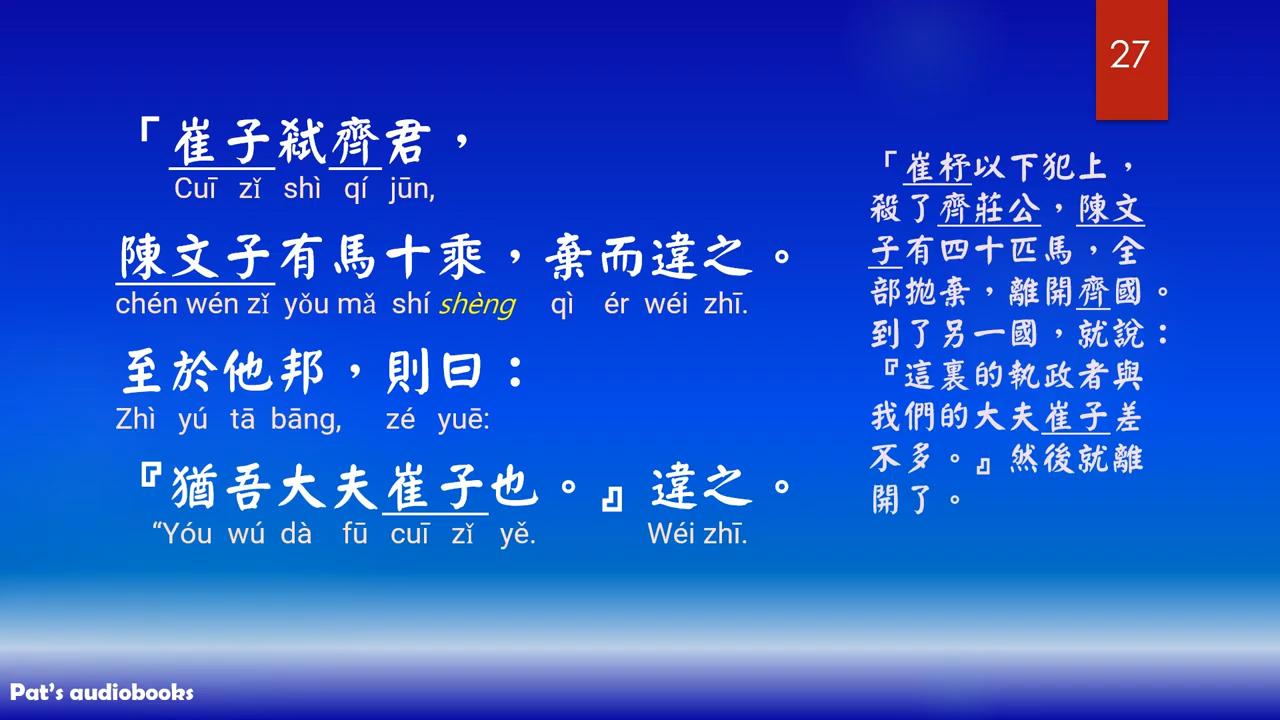 27
「崔子弒齊君，
Cuī zǐ shì qí jūn,
陳文子有馬十乘，棄而違之。
chén wén zǐ yǒu mǎ shí shèng qì ér wéi zhī.
至於他邦，則曰：
Zhì yú tā bāng, zé yuē:
『猶吾大夫崔子也。』違之。
“Yóu wú dà fū cuī zǐ yě. Wéi zhī.
「崔杼以下犯上，
殺了齊莊公，陳文
子有四十匹馬，全
部拋棄，離開齊國。
到了另一國，就說：
『這裏的執政者與
我們的大夫崔子差
不多。』然後就離
開了。
Pat’s audiobooks